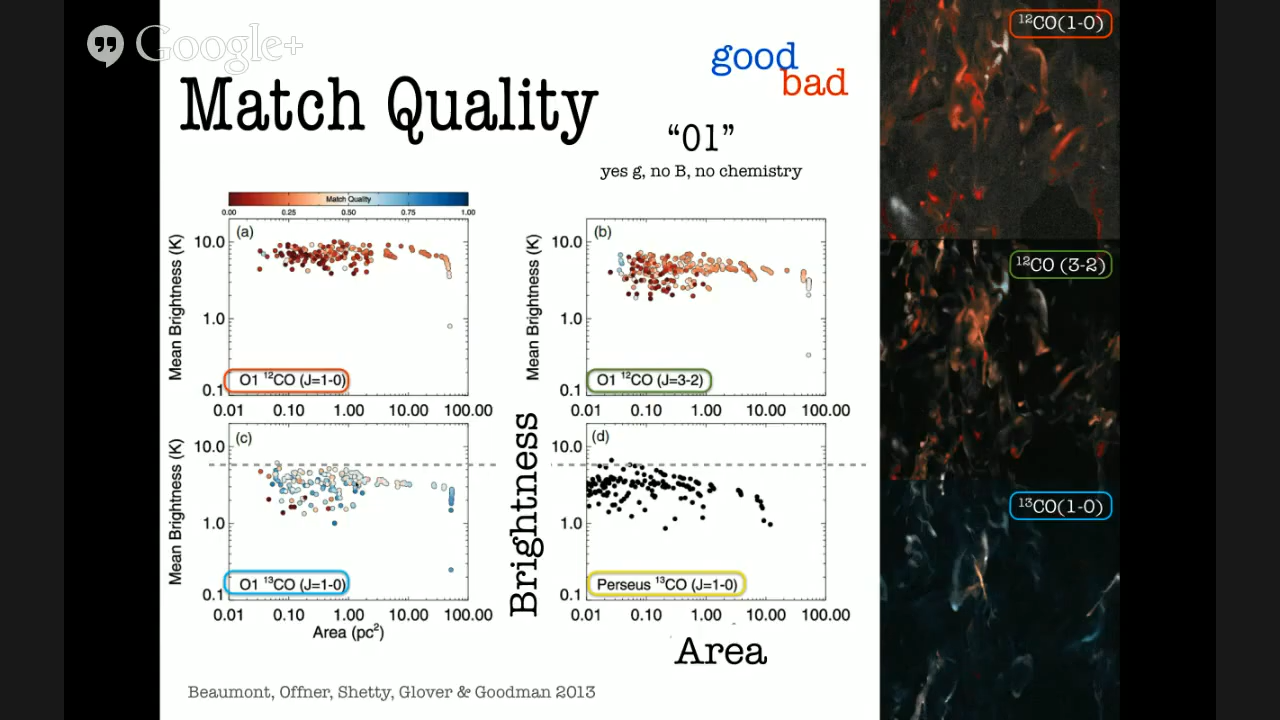 Google+
good
bad
Match Quality
“01”
yes g, no B, no chemistry
Match Quality
0.00 0.25 0.50 0.75 1.00
(a)
10.0
1.0
0.1
Mean Brightness (K)
O1 ¹²CO (J=1-0)
0.01 0.10 1.00 10.00 100.00
(b)
10.0
1.0
0.1
Mean Brightness (K)
O1 ¹²CO (J=3-2)
0.01 0.10 1.00 10.00 100.00
(c)
10.0
1.0
0.1
Mean Brightness (K)
O1 ¹³CO (J=1-0)
0.01 0.10 1.00 10.00 100.00
Area (pc²)
Brightness
(d)
10.0
1.0
0.1
Perseus ¹³CO (J=1-0)
0.01 0.10 1.00 10.00 100.00
Area
Beaumont, Offner, Shetty, Glover & Goodman 2013
¹²CO(1-0)
¹²CO (3-2)
¹³CO(1-0)